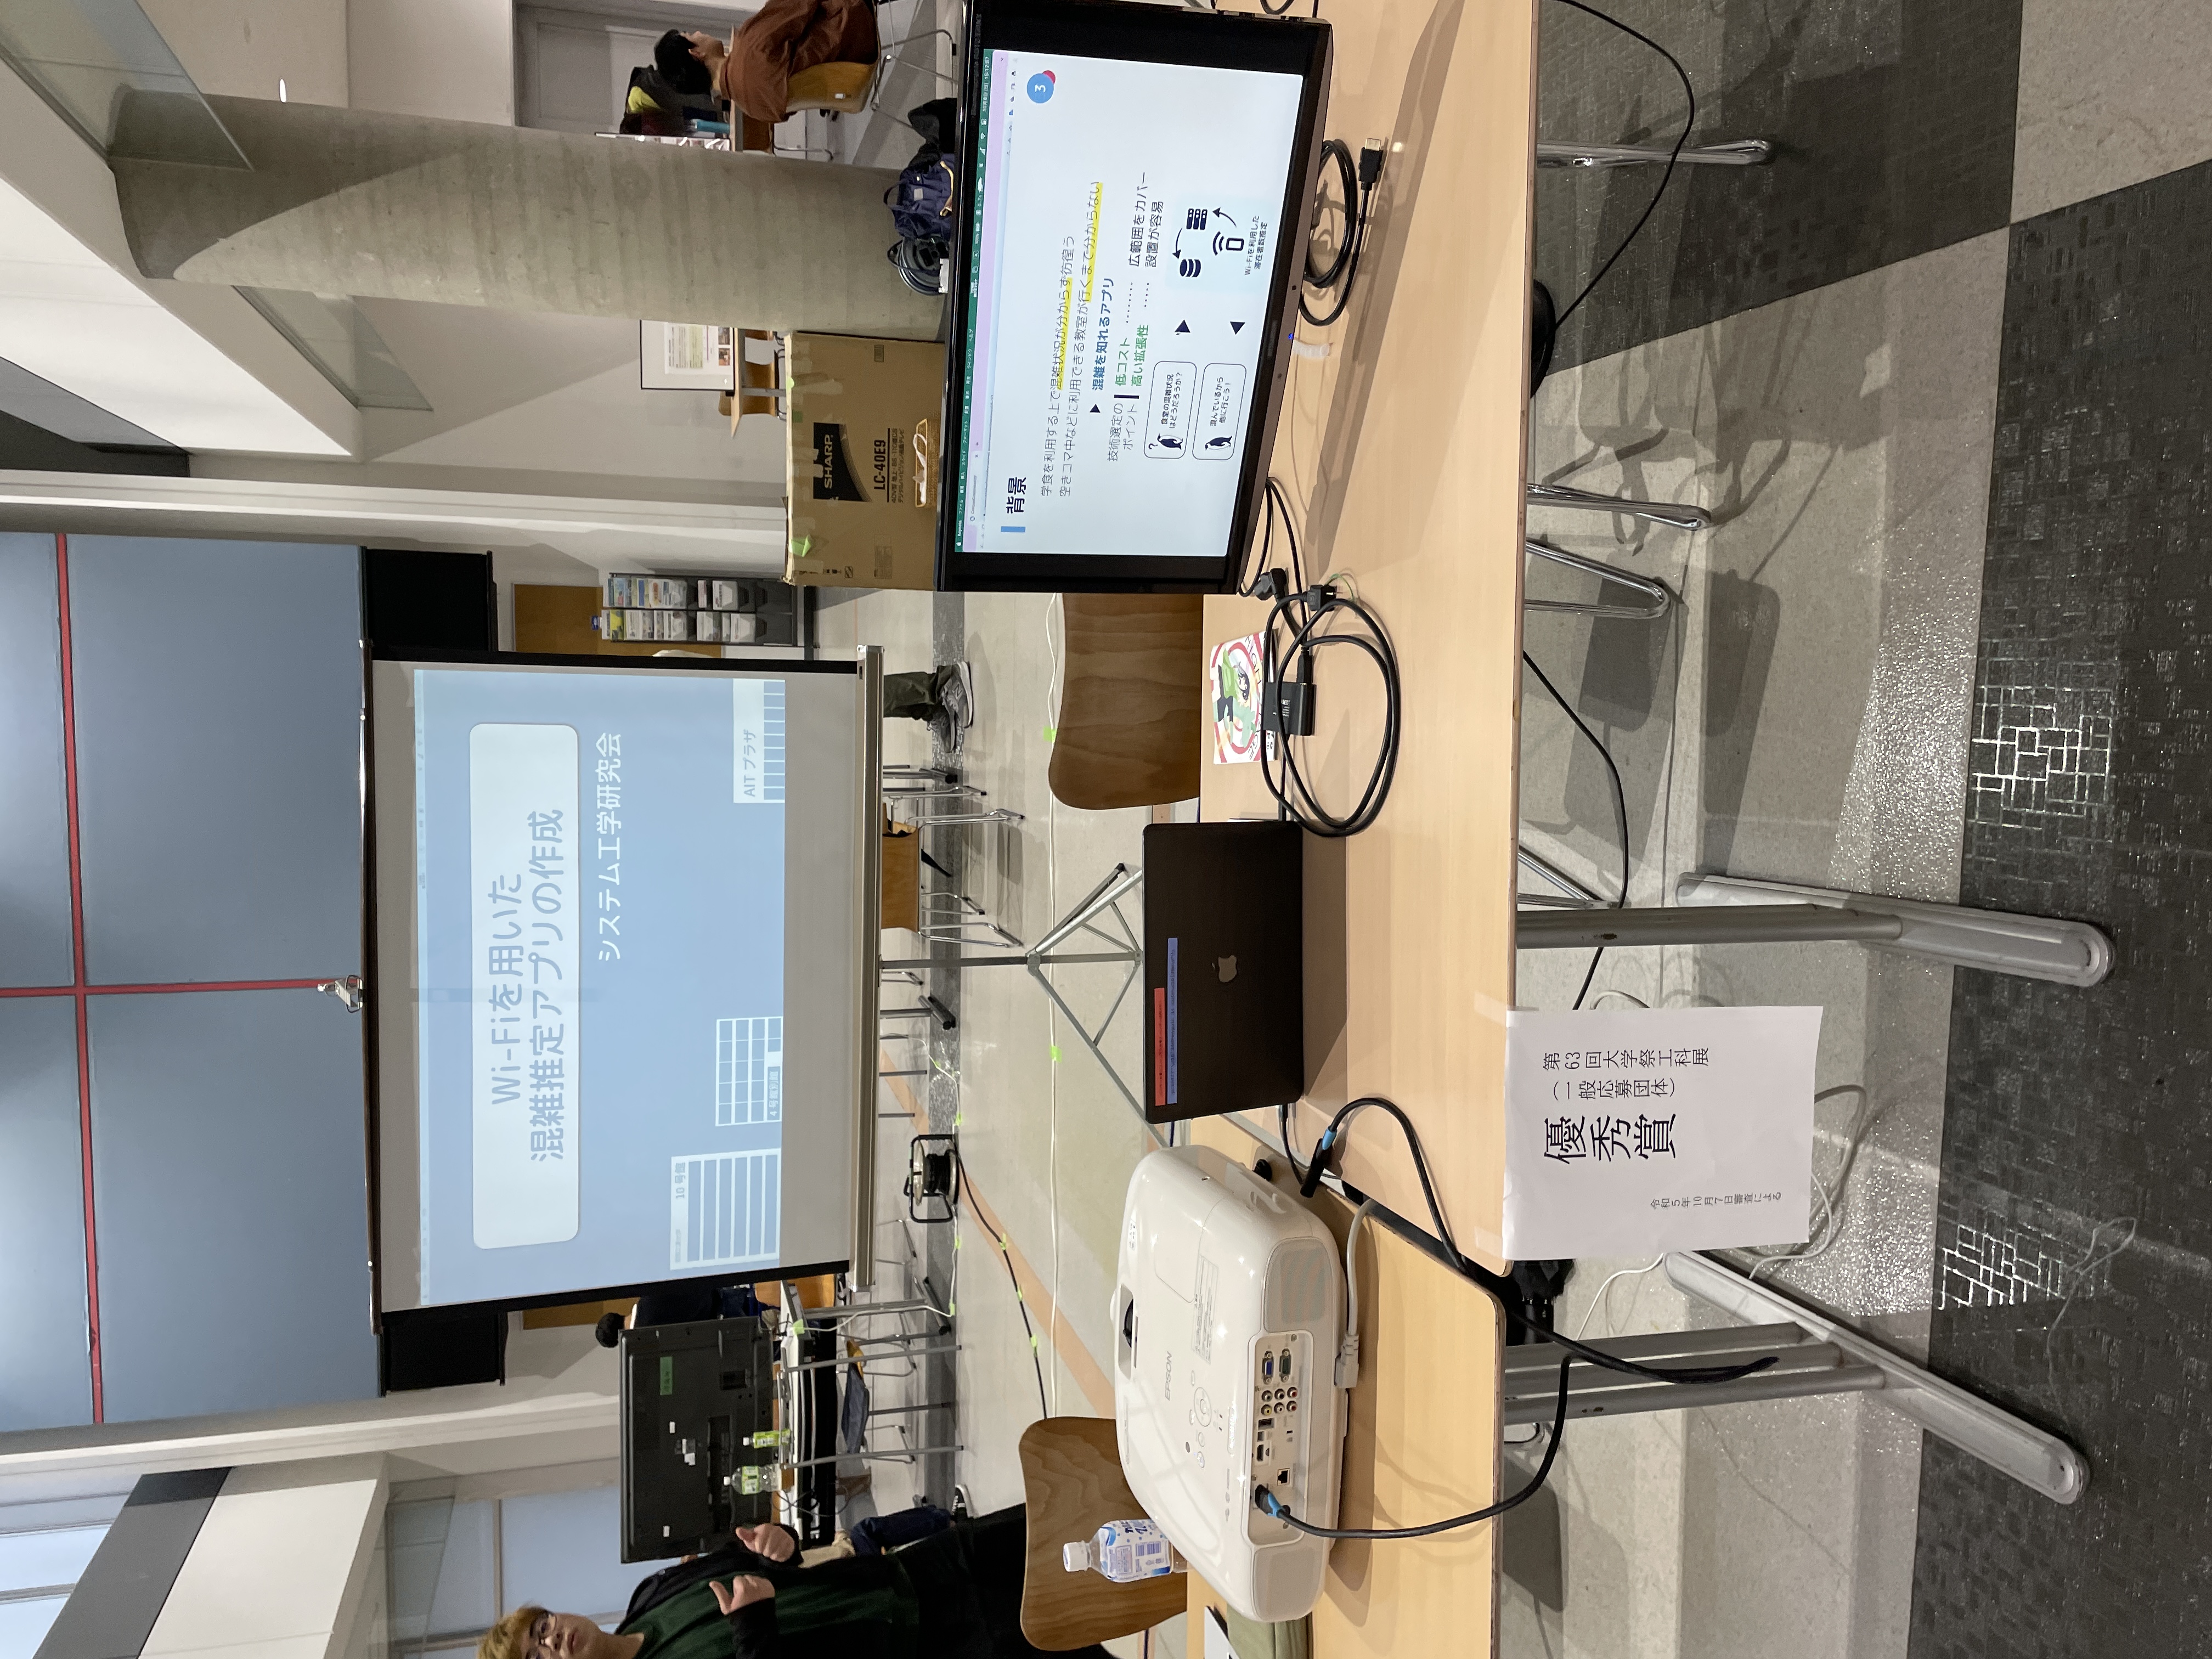 Wi-Fiを用いた
混雑推定アプリの作成
システム工学研究会
10号館
4号館別館
AITプラザ
SHARP
LC-40E9
背景
3
学食を利用する上で混雑状況が分からず彷徨う
空きコマ中などに利用できる教室が行くまで分からない
▶ 混雑を知れるアプリ
技術選定の
ポイント
低コスト ········ 広範囲をカバー
高い拡張性 ····· 設置が容易
?
食堂の混雑状況
はどうだろうか?
混んでいるから
他に行こう!
Wi-Fiを利用した
滞在者数推定
EPSON
第63回大学祭工科展
(一般応募団体)
優秀賞
令和5年10月7日審査による